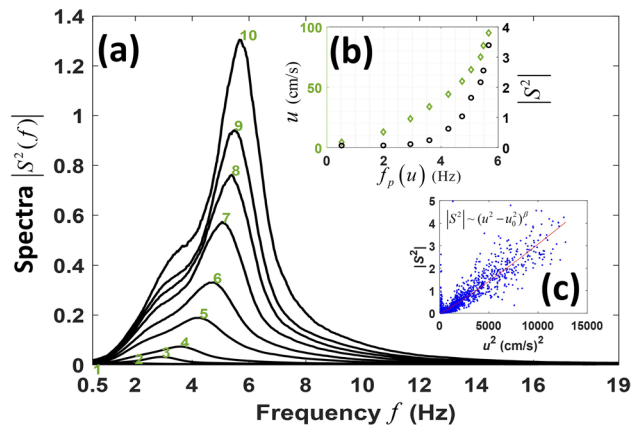 (a)
1.4
1.2
1
0.8
0.6
0.4
0.2
0
Spectra |S²(f)|
0.5 2 4 6 8 10 12 14 16 19
Frequency f (Hz)
10
9
8
7
6
5
4
3
2
1
(b)
100
50
0
u (cm/s)
4
3
2
1
0
|S²|
0 2 4 6
f_p(u) (Hz)
(c)
|S²| ~ (u² − u₀²)^β
5
4
3
2
1
0
|S²|
0 5000 10000 15000
u² (cm/s)²